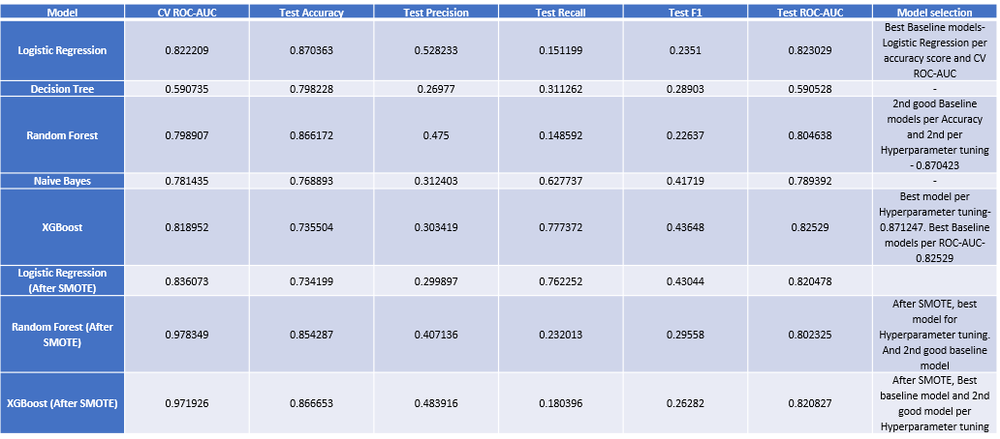 Model CV ROC-AUC Test Accuracy Test Precision Test Recall Test F1 Test ROC-AUC Model selection
Logistic Regression 0.822209 0.870363 0.528233 0.151199 0.2351 0.823029 Best Baseline models-
Logistic Regression per
accuracy score and CV
ROC-AUC
Decision Tree 0.590735 0.798228 0.26977 0.311262 0.28903 0.590528 -
Random Forest 0.798907 0.866172 0.475 0.148592 0.22637 0.804638 2nd good Baseline
models per Accuracy
and 2nd per
Hyperparameter tuning
- 0.870423
Naive Bayes 0.781435 0.768893 0.312403 0.627737 0.41719 0.789392 -
XGBoost 0.818952 0.735504 0.303419 0.777372 0.43648 0.82529 Best model per
Hyperparameter tuning-
0.871247. Best Baseline
models per ROC-AUC-
0.82529
Logistic Regression
(After SMOTE) 0.836073 0.734199 0.299897 0.762252 0.43044 0.820478
Random Forest (After
SMOTE) 0.978349 0.854287 0.407136 0.232013 0.29558 0.802325 After SMOTE, best
model for
Hyperparameter tuning.
And 2nd good baseline
model
XGBoost (After SMOTE) 0.971926 0.866653 0.483916 0.180396 0.26282 0.820827 After SMOTE, Best
baseline model and 2nd
good model per
Hyperparameter tuning